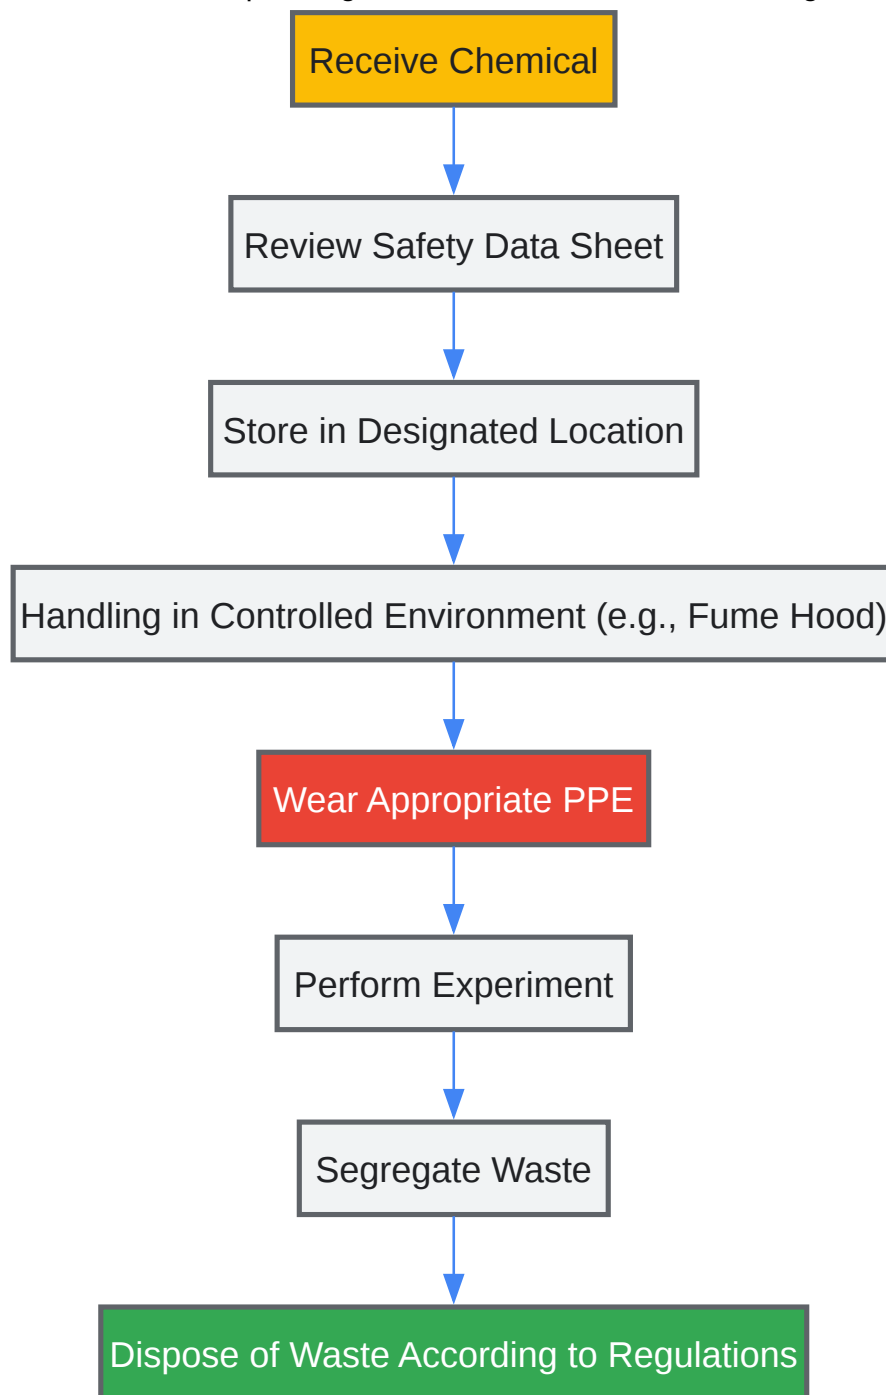 Receive Chemical
Review Safety Data Sheet
Store in Designated Location
Handling in Controlled Environment (e.g., Fume Hood)
Wear Appropriate PPE
Perform Experiment
Segregate Waste
Dispose of Waste According to Regulations